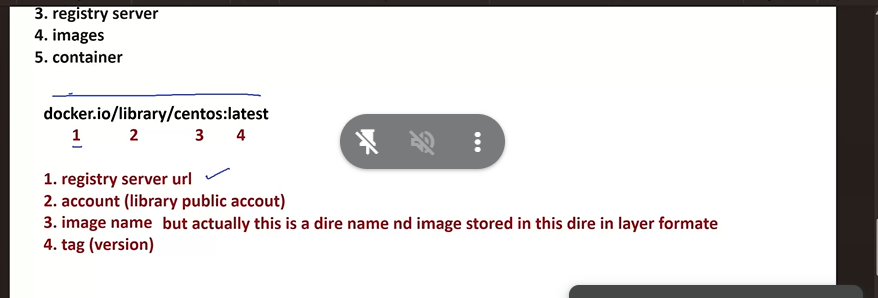 3. registry server
4. images
5. container
docker.io/library/centos:latest
1 2 3 4
1. registry server url
2. account (library public accout)
3. image name but actually this is a dire name nd image stored in this dire in layer formate
4. tag (version)